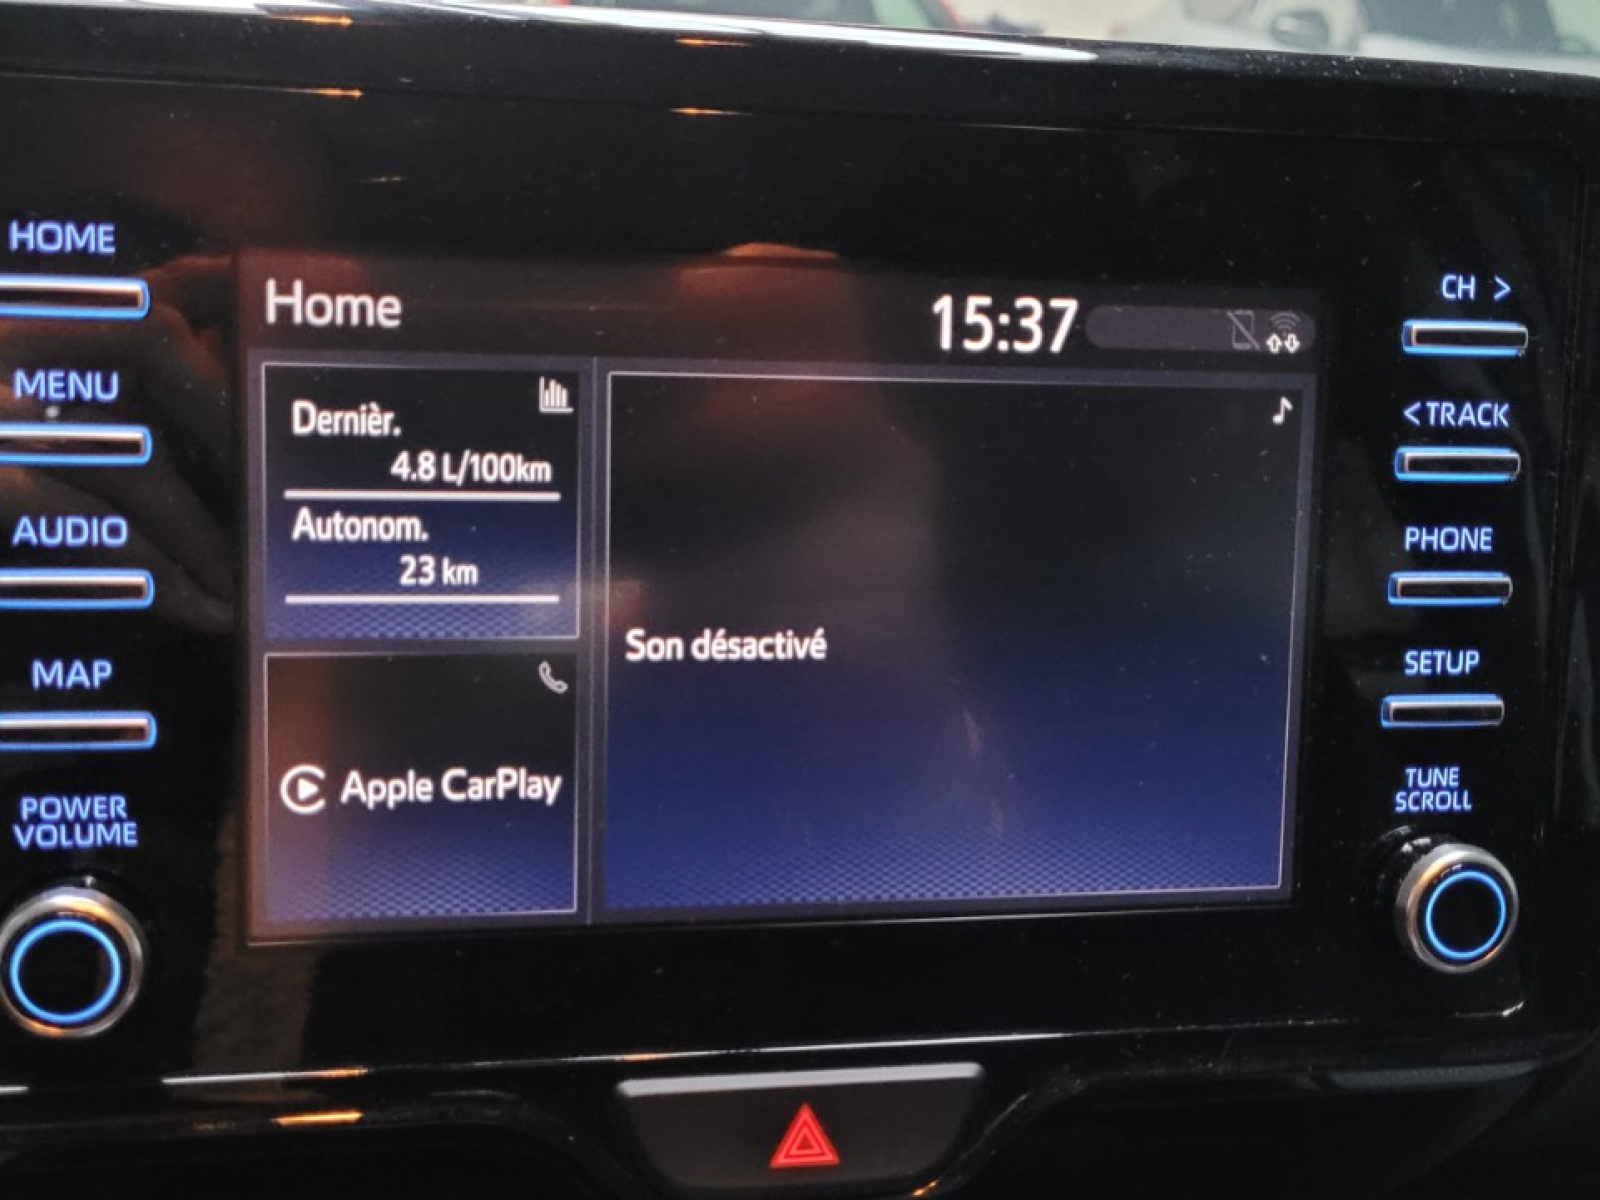 HOME
MENU
AUDIO
MAP
POWER
VOLUME
Home
15:37
Dernièr.
4.8 L/100km
Autonom.
23 km
Apple CarPlay
Son désactivé
CH >
<TRACK
PHONE
SETUP
TUNE
SCROLL